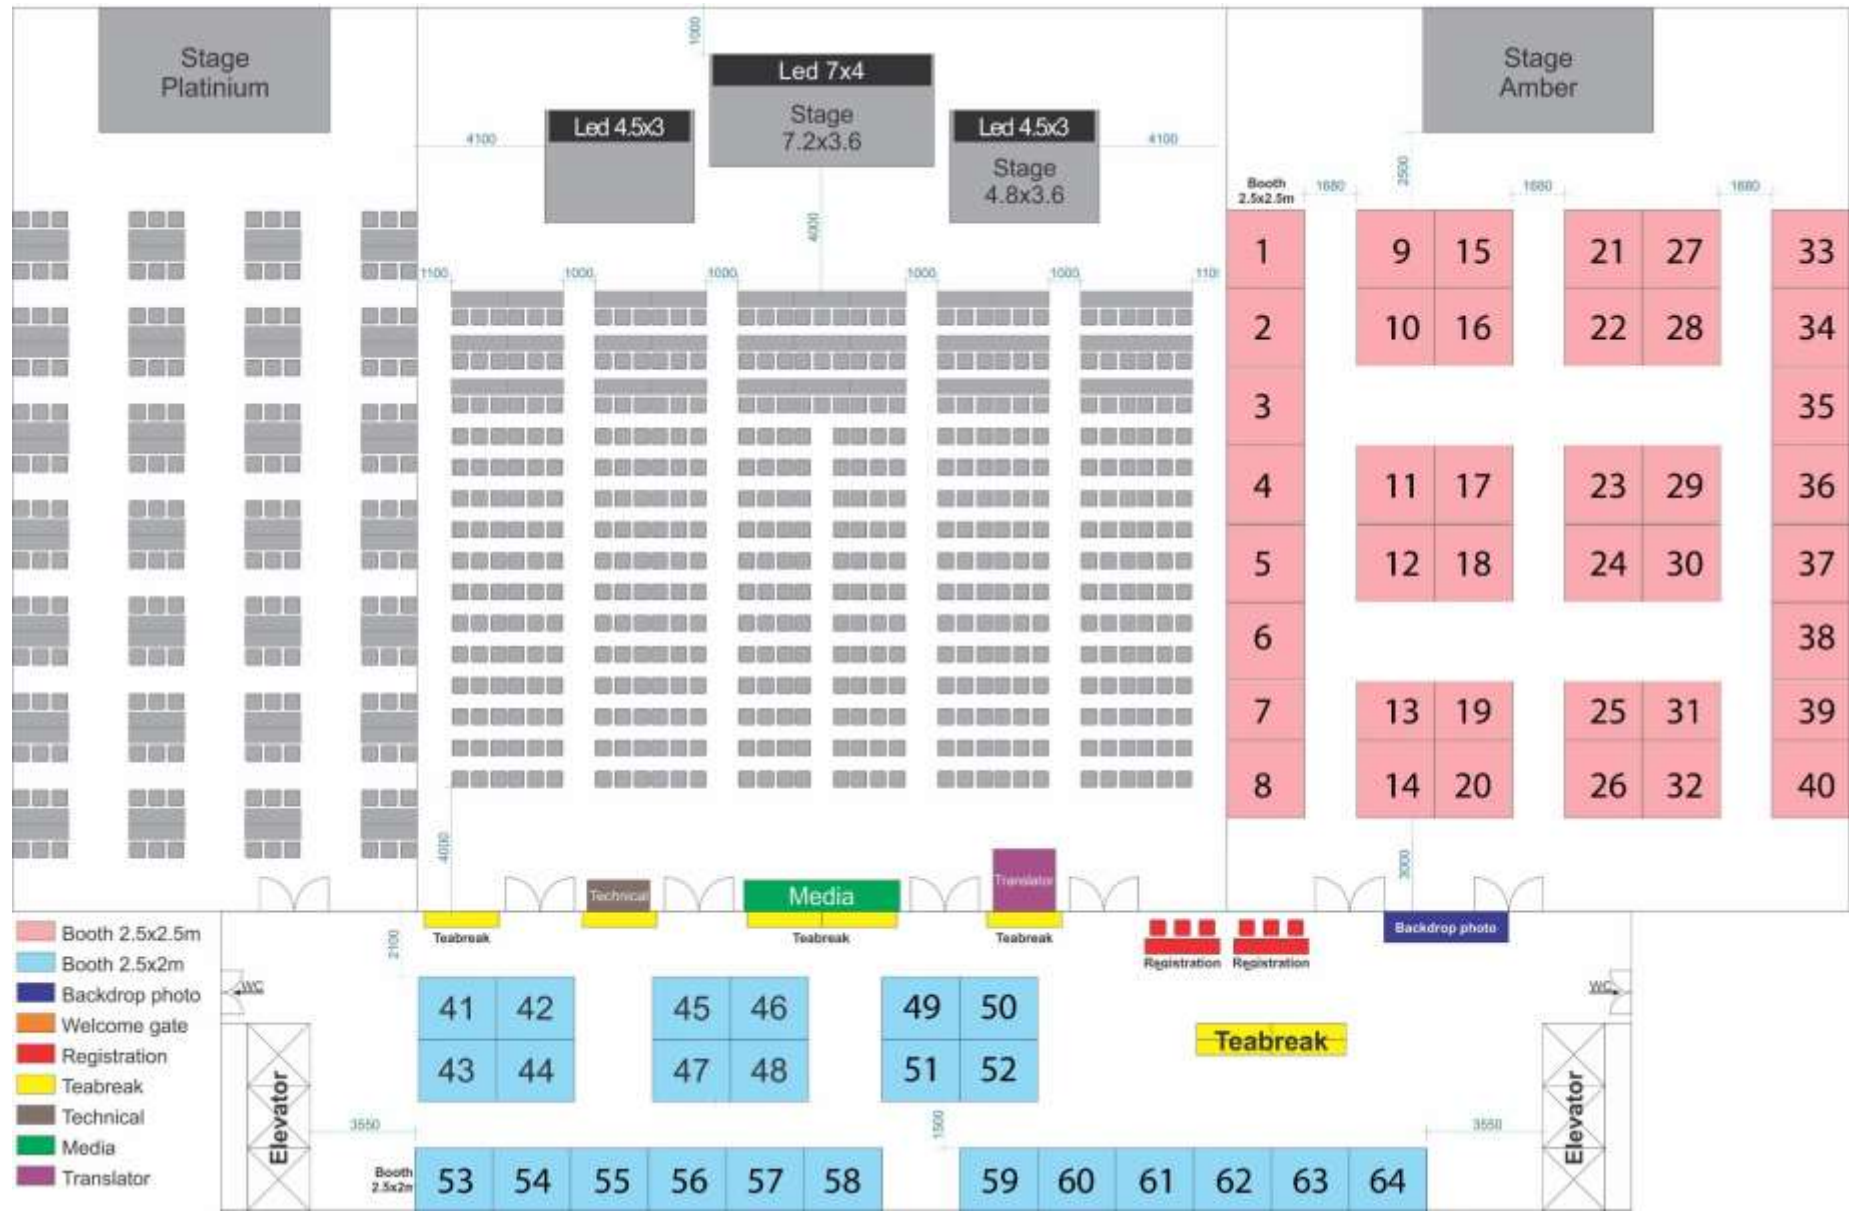 Stage
Platinium
1000
Led 7x4
Stage
7.2x3.6
Led 4.5x3
Led 4.5x3
Stage
4.8x3.6
4100
4100
4000
Stage
Amber
2500
Booth
2.5x2.5m
1680
1680
1680
1100
1000
1000
1000
1000
110
1
9
15
21
27
33
2
10
16
22
28
34
3
35
4
11
17
23
29
36
5
12
18
24
30
37
6
38
7
13
19
25
31
39
8
14
20
26
32
40
4000
3000
Technical
Media
Translator
Teabreak
Teabreak
Teabreak
Registration
Registration
Backdrop photo
2100
Booth 2.5x2.5m
Booth 2.5x2m
Backdrop photo
Welcome gate
Registration
Teabreak
Technical
Media
Translator
WC
WC
41
42
45
46
49
50
43
44
47
48
51
52
Teabreak
Elevator
Elevator
3550
1500
3550
Booth
2.5x2m
53
54
55
56
57
58
59
60
61
62
63
64